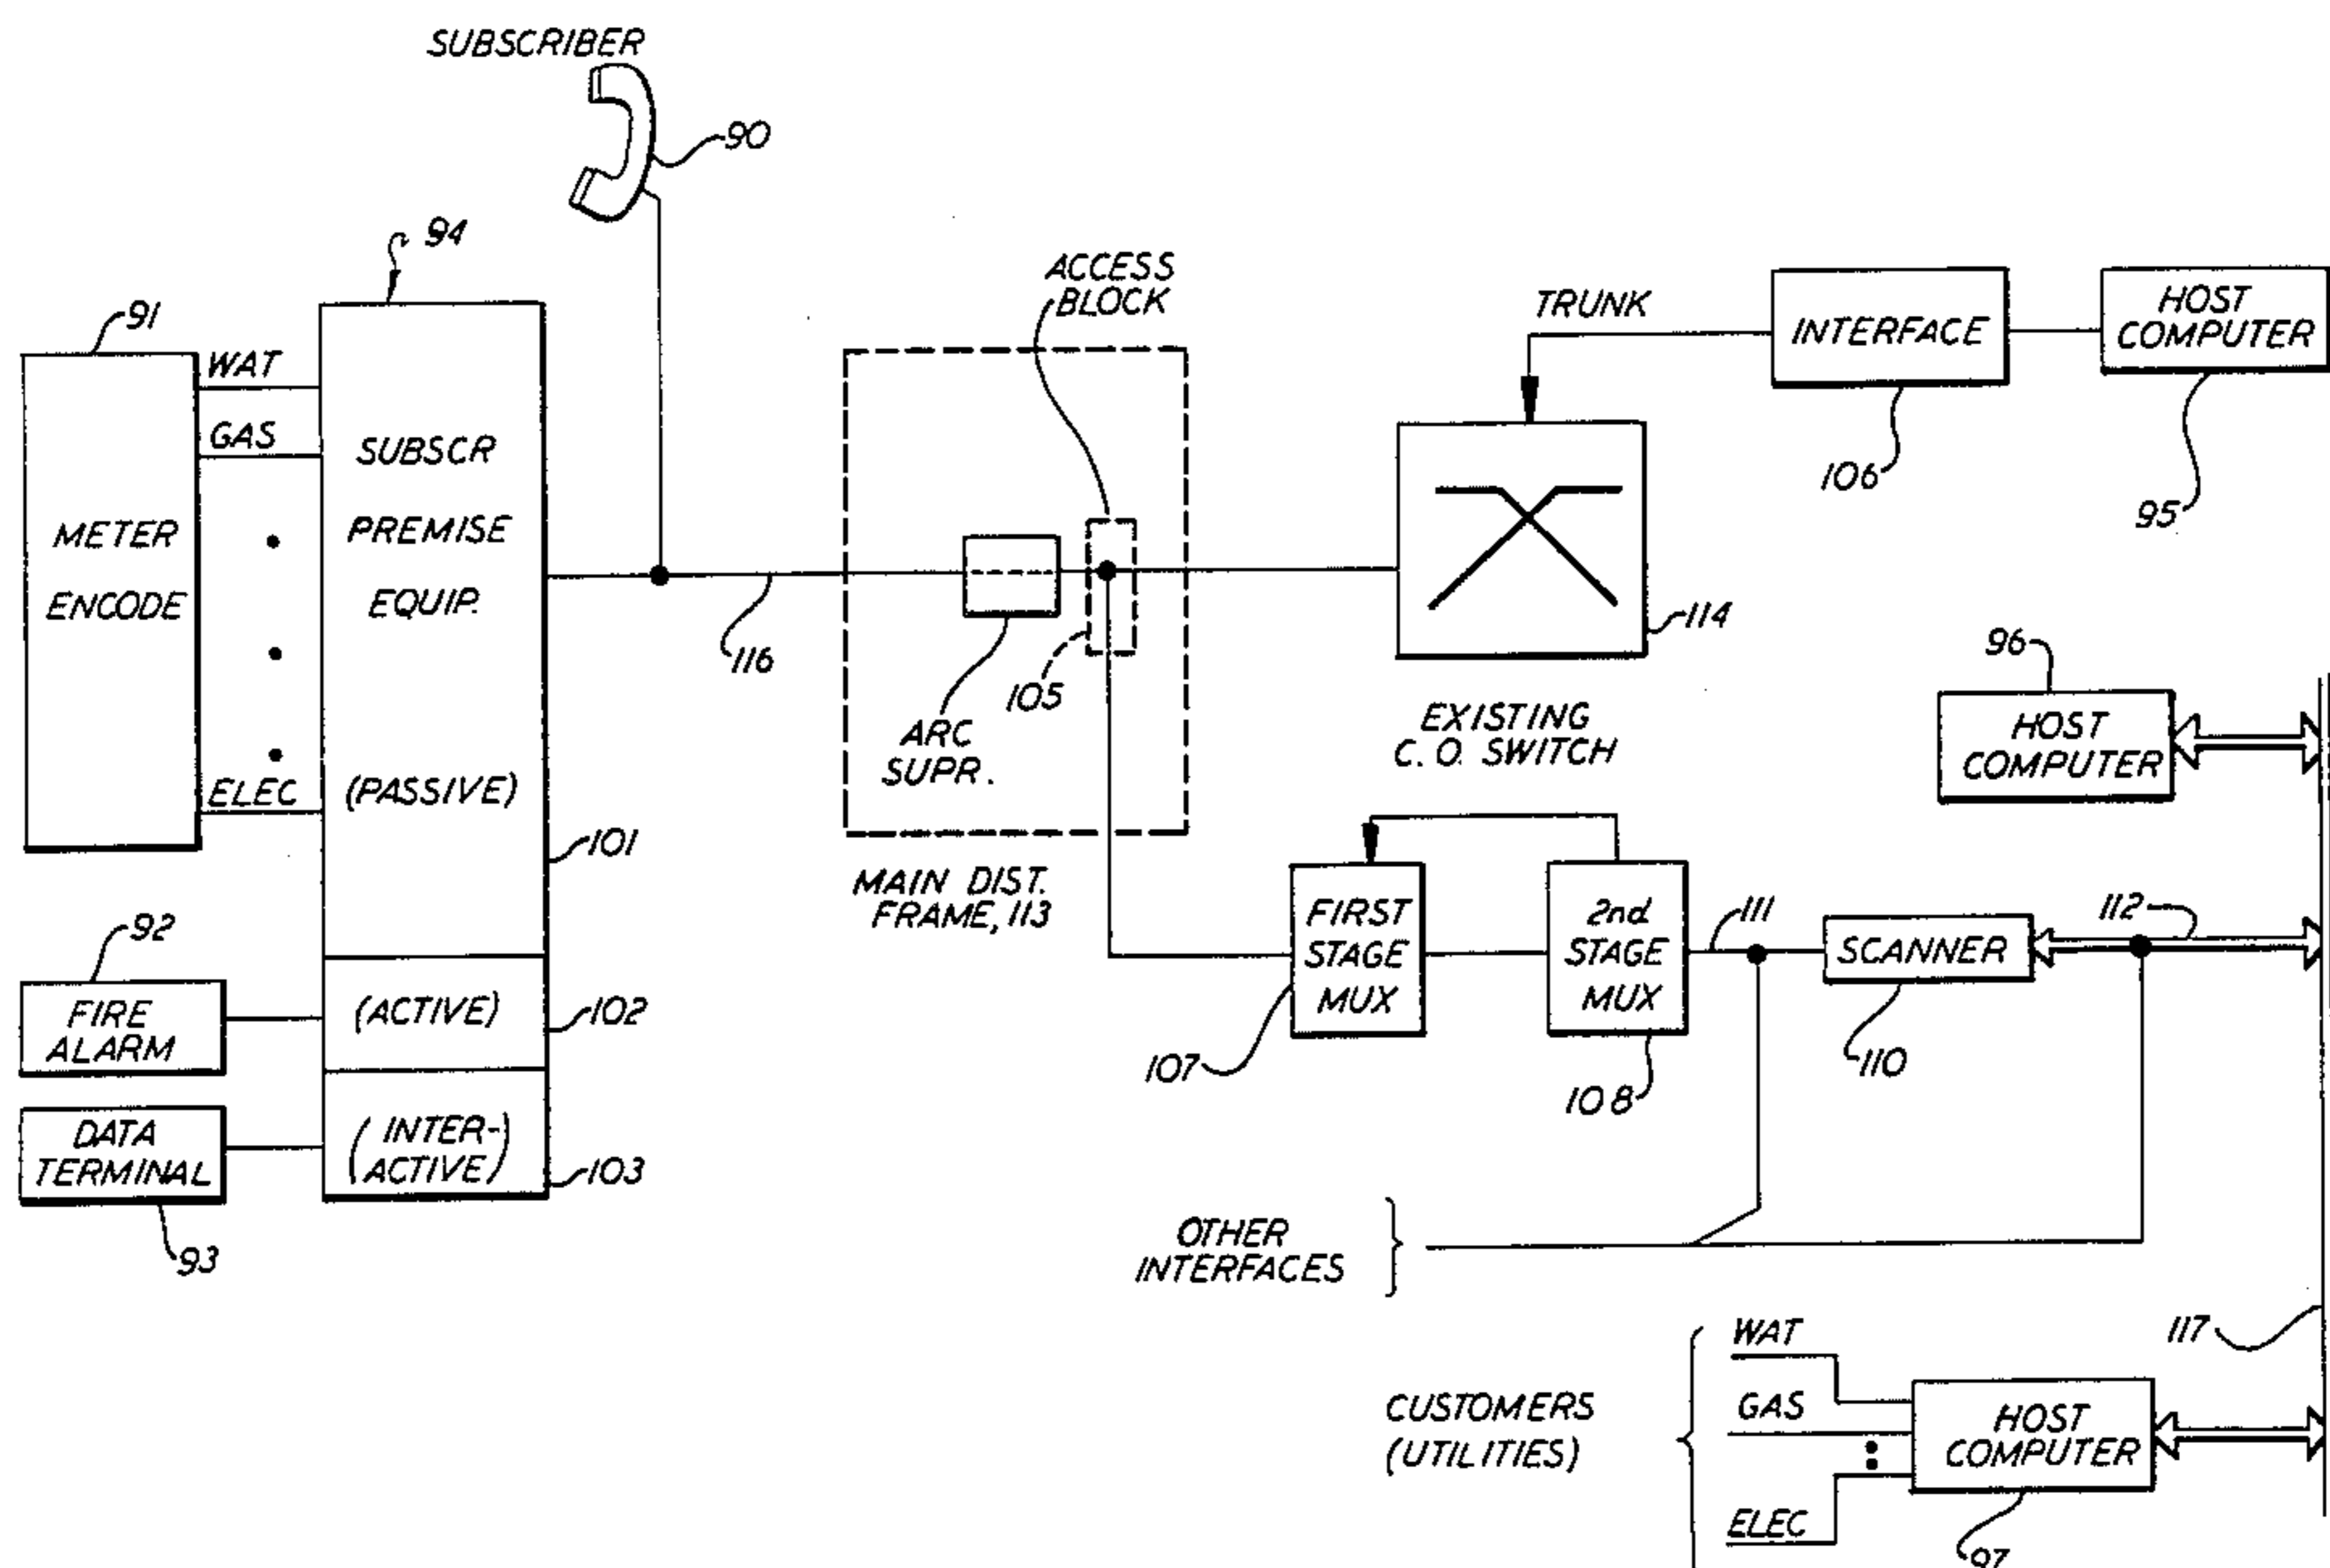 SUBSCRIBER
90
94
91
WAT
GAS
ELEC
METER
ENCODE
SUBSCR
PREMISE
EQUIP.
(PASSIVE)
101
92
FIRE
ALARM
(ACTIVE)
102
DATA
TERMINAL
93
(INTER-)
(ACTIVE)
103
116
ACCESS
BLOCK
105
ARC
SUPR.
MAIN DIST.
FRAME, 113
TRUNK
INTERFACE
106
HOST
COMPUTER
95
114
EXISTING
C.O. SWITCH
96
HOST
COMPUTER
FIRST
STAGE
MUX
107
2nd
STAGE
MUX
108
111
SCANNER
110
112
OTHER
INTERFACES
117
CUSTOMERS
(UTILITIES)
WAT
GAS
ELEC
HOST
COMPUTER
97